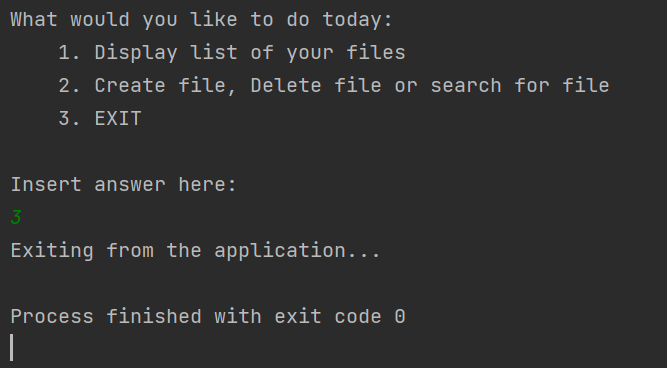 What would you like to do today:
    1. Display list of your files
    2. Create file, Delete file or search for file
    3. EXIT
Insert answer here:
3
Exiting from the application...
Process finished with exit code 0